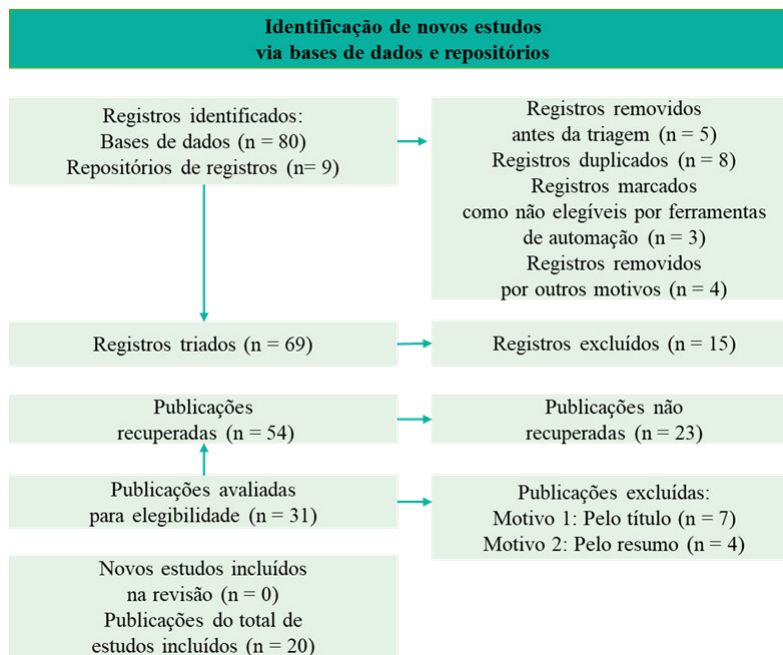 Identificação de novos estudos
via bases de dados e repositórios
Registros identificados:
Bases de dados (n = 80)
Repositórios de registros (n= 9)
Registros removidos
antes da triagem (n = 5)
Registros duplicados (n = 8)
Registros marcados
como não elegíveis por ferramentas
de automação (n = 3)
Registros removidos
por outros motivos (n = 4)
Registros triados (n = 69)
Registros excluídos (n = 15)
Publicações
recuperadas (n = 54)
Publicações não
recuperadas (n = 23)
Publicações avaliadas
para elegibilidade (n = 31)
Publicações excluídas:
Motivo 1: Pelo título (n = 7)
Motivo 2: Pelo resumo (n = 4)
Novos estudos incluídos
na revisão (n = 0)
Publicações do total de
estudos incluídos (n = 20)